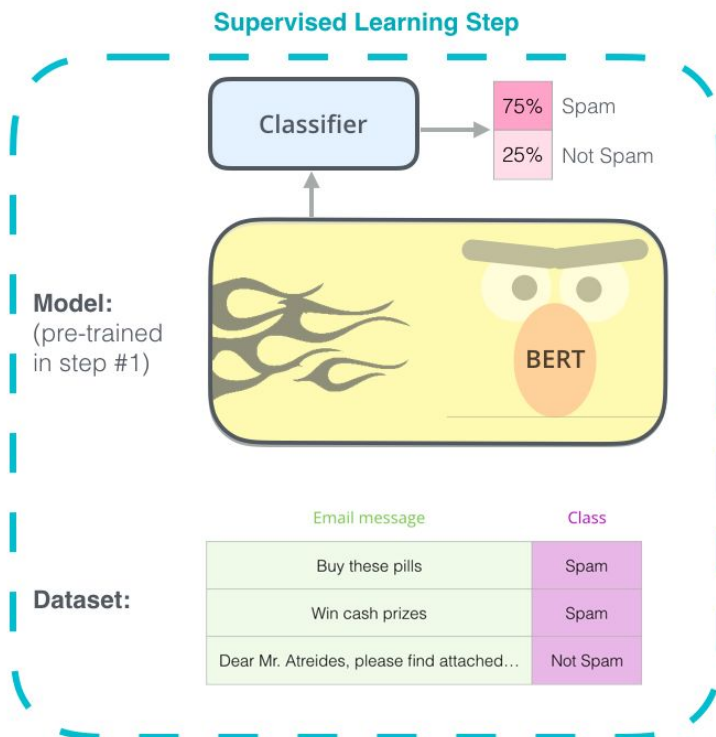 Supervised Learning Step
Classifier
75% Spam
25% Not Spam
Model:
(pre-trained
in step #1)
BERT
Email message Class
Buy these pills Spam
Win cash prizes Spam
Dear Mr. Atreides, please find attached... Not Spam
Dataset: